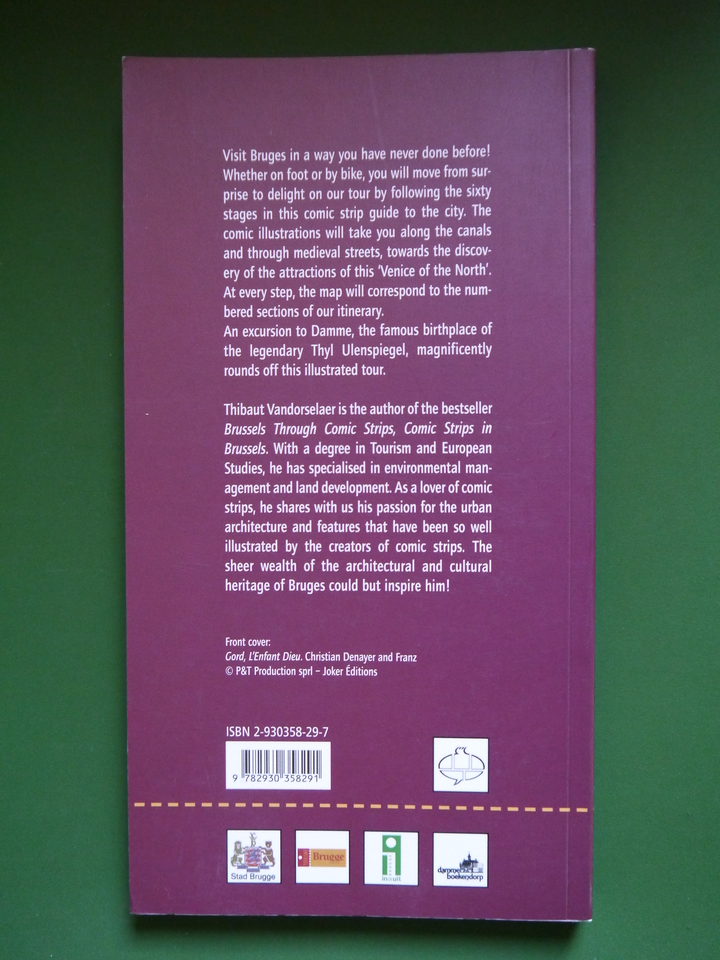 Visit Bruges in a way you have never done before!
Whether on foot or by bike, you will move from sur-
prise to delight on our tour by following the sixty
stages in this comic strip guide to the city. The
comic illustrations will take you along the canals
and through medieval streets, towards the discov-
ery of the attractions of this 'Venice of the North'.
At every step, the map will correspond to the num-
bered sections of our itinerary.
An excursion to Damme, the famous birthplace of
the legendary Thyl Ulenspiegel, magnificently
rounds off this illustrated tour.
Thibaut Vandorselaer is the author of the bestseller
Brussels Through Comic Strips, Comic Strips in
Brussels. With a degree in Tourism and European
Studies, he has specialised in environmental man-
agement and land development. As a lover of comic
strips, he shares with us his passion for the urban
architecture and features that have been so well
illustrated by the creators of comic strips. The
sheer wealth of the architectural and cultural
heritage of Bruges could but inspire him!
Front cover:
Gord, L'Enfant Dieu. Christian Denayer and Franz
© P&T Production sprl – Joker Éditions
ISBN 2-930358-29-7
9 782930 358291
Stad Brugge
Brugge
damme
boekendorp